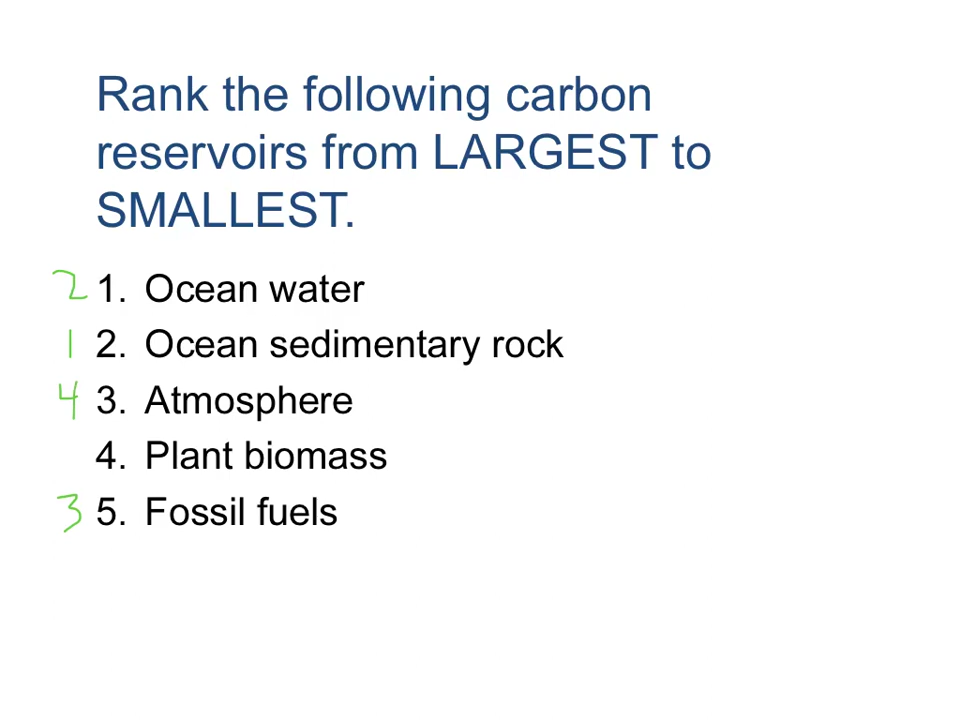 Rank the following carbon
reservoirs from LARGEST to
SMALLEST.
2 1. Ocean water
1 2. Ocean sedimentary rock
4 3. Atmosphere
4. Plant biomass
3 5. Fossil fuels